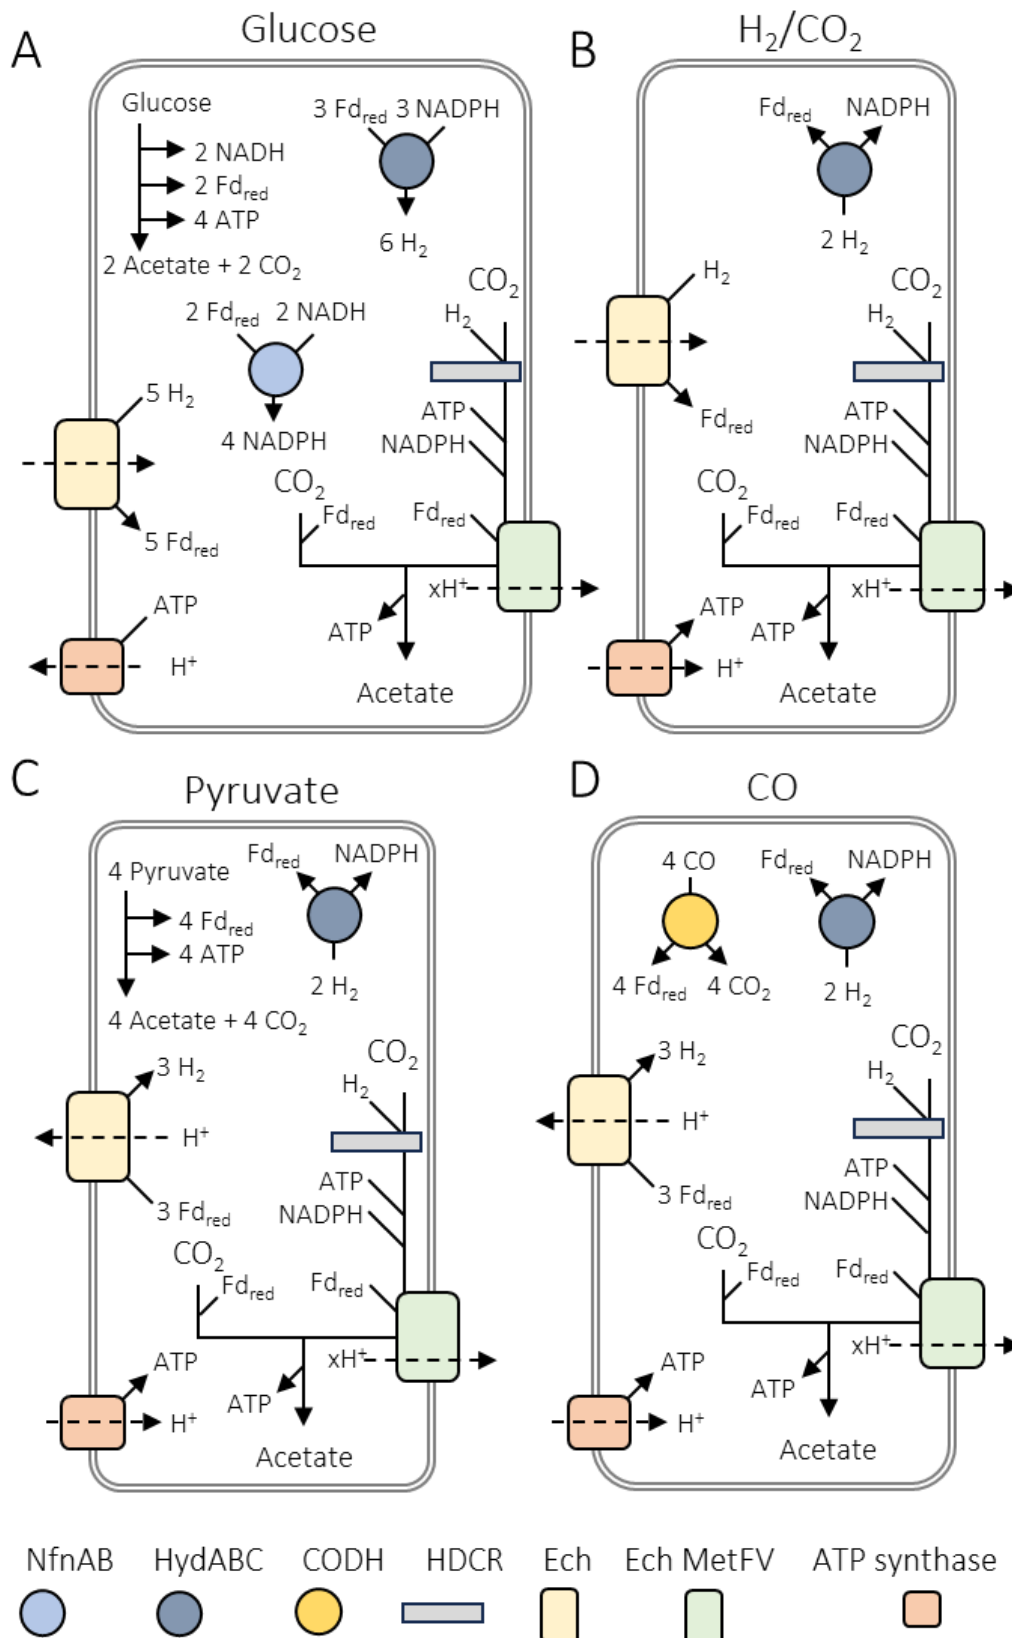 A
Glucose
Glucose
2 NADH
2 Fdred
4 ATP
2 Acetate + 2 CO2
3 Fdred 3 NADPH
6 H2
2 Fdred 2 NADH
4 NADPH
5 H2
5 Fdred
ATP
H+
CO2
H2
ATP
NADPH
CO2
Fdred
Fdred
xH+
ATP
Acetate
B
H2/CO2
Fdred
NADPH
2 H2
H2
Fdred
CO2
H2
ATP
NADPH
CO2
Fdred
Fdred
xH+
ATP
ATP
H+
Acetate
C
Pyruvate
4 Pyruvate
4 Fdred
4 ATP
4 Acetate + 4 CO2
Fdred
NADPH
2 H2
3 H2
H+
3 Fdred
CO2
H2
ATP
NADPH
CO2
Fdred
Fdred
xH+
ATP
ATP
H+
Acetate
D
CO
4 CO
4 Fdred 4 CO2
Fdred
NADPH
2 H2
3 H2
H+
3 Fdred
CO2
H2
ATP
NADPH
CO2
Fdred
Fdred
xH+
ATP
ATP
H+
Acetate
NfnAB HydABC CODH HDCR Ech Ech MetFV ATP synthase